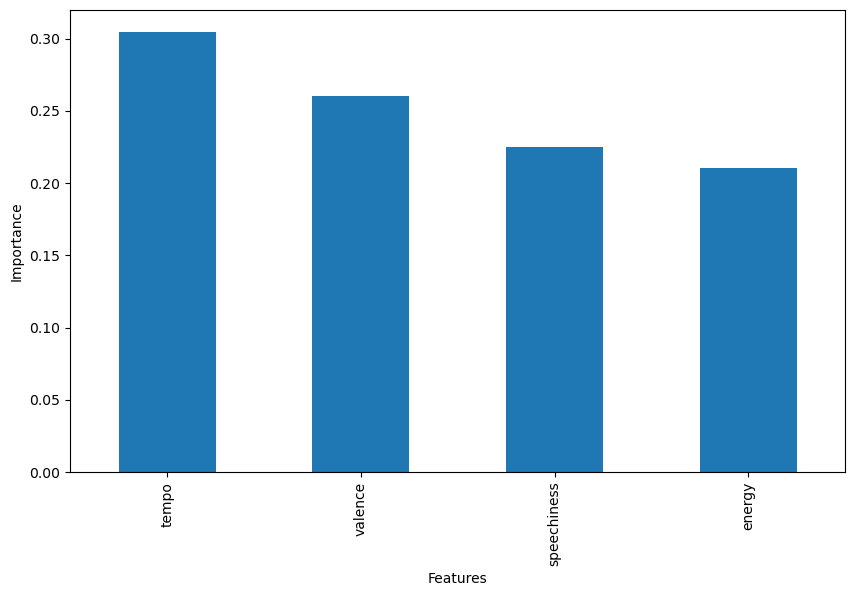 0.30
0.25
0.20
0.15
0.10
0.05
0.00
Importance
tempo
valence
speechiness
energy
Features